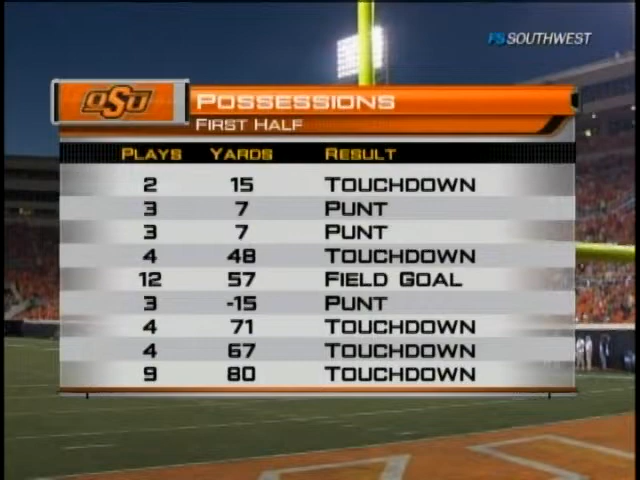 FS SOUTHWEST
OSU
POSSESSIONS
FIRST HALF
PLAYS YARDS RESULT
2 15 TOUCHDOWN
3 7 PUNT
3 7 PUNT
4 48 TOUCHDOWN
12 57 FIELD GOAL
3 -15 PUNT
4 71 TOUCHDOWN
4 67 TOUCHDOWN
9 80 TOUCHDOWN